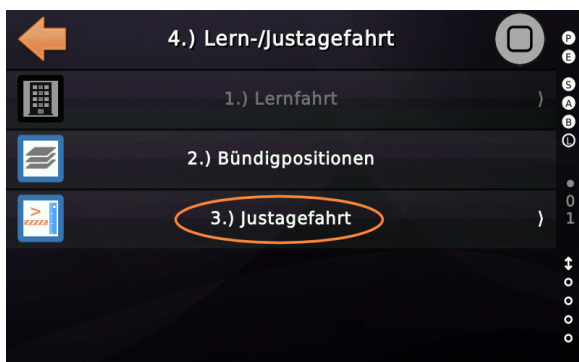 4.) Lern-/Justagefahrt
1.) Lernfahrt
2.) Bündigpositionen
3.) Justagefahrt
P
E
S
A
B
L
0
1